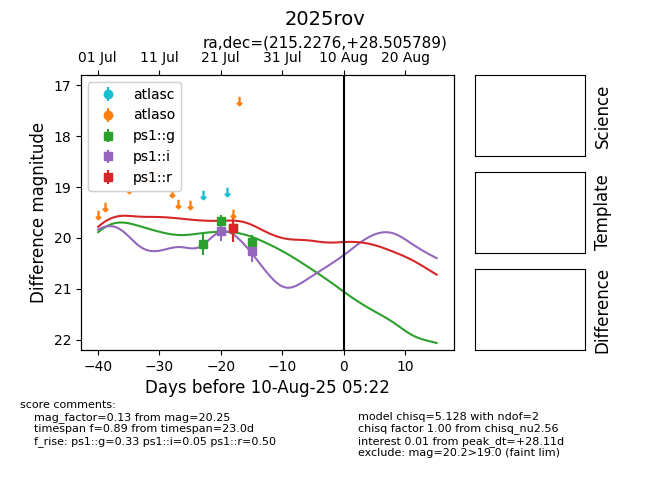 2025rov
ra,dec=(215.2276,+28.505789)
01 Jul 11 Jul 21 Jul 31 Jul 10 Aug 20 Aug
17
18
19
20
21
22
Difference magnitude
atlasc
atlaso
ps1::g
ps1::i
ps1::r
−40 −30 −20 −10 0 10
Days before 10-Aug-25 05:22
Science
Template
Difference
score comments:
mag_factor=0.13 from mag=20.25
timespan f=0.89 from timespan=23.0d
f_rise: ps1::g=0.33 ps1::i=0.05 ps1::r=0.50
model chisq=5.128 with ndof=2
chisq factor 1.00 from chisq_nu2.56
interest 0.01 from peak_dt=+28.11d
exclude: mag=20.2>19.0 (faint lim)